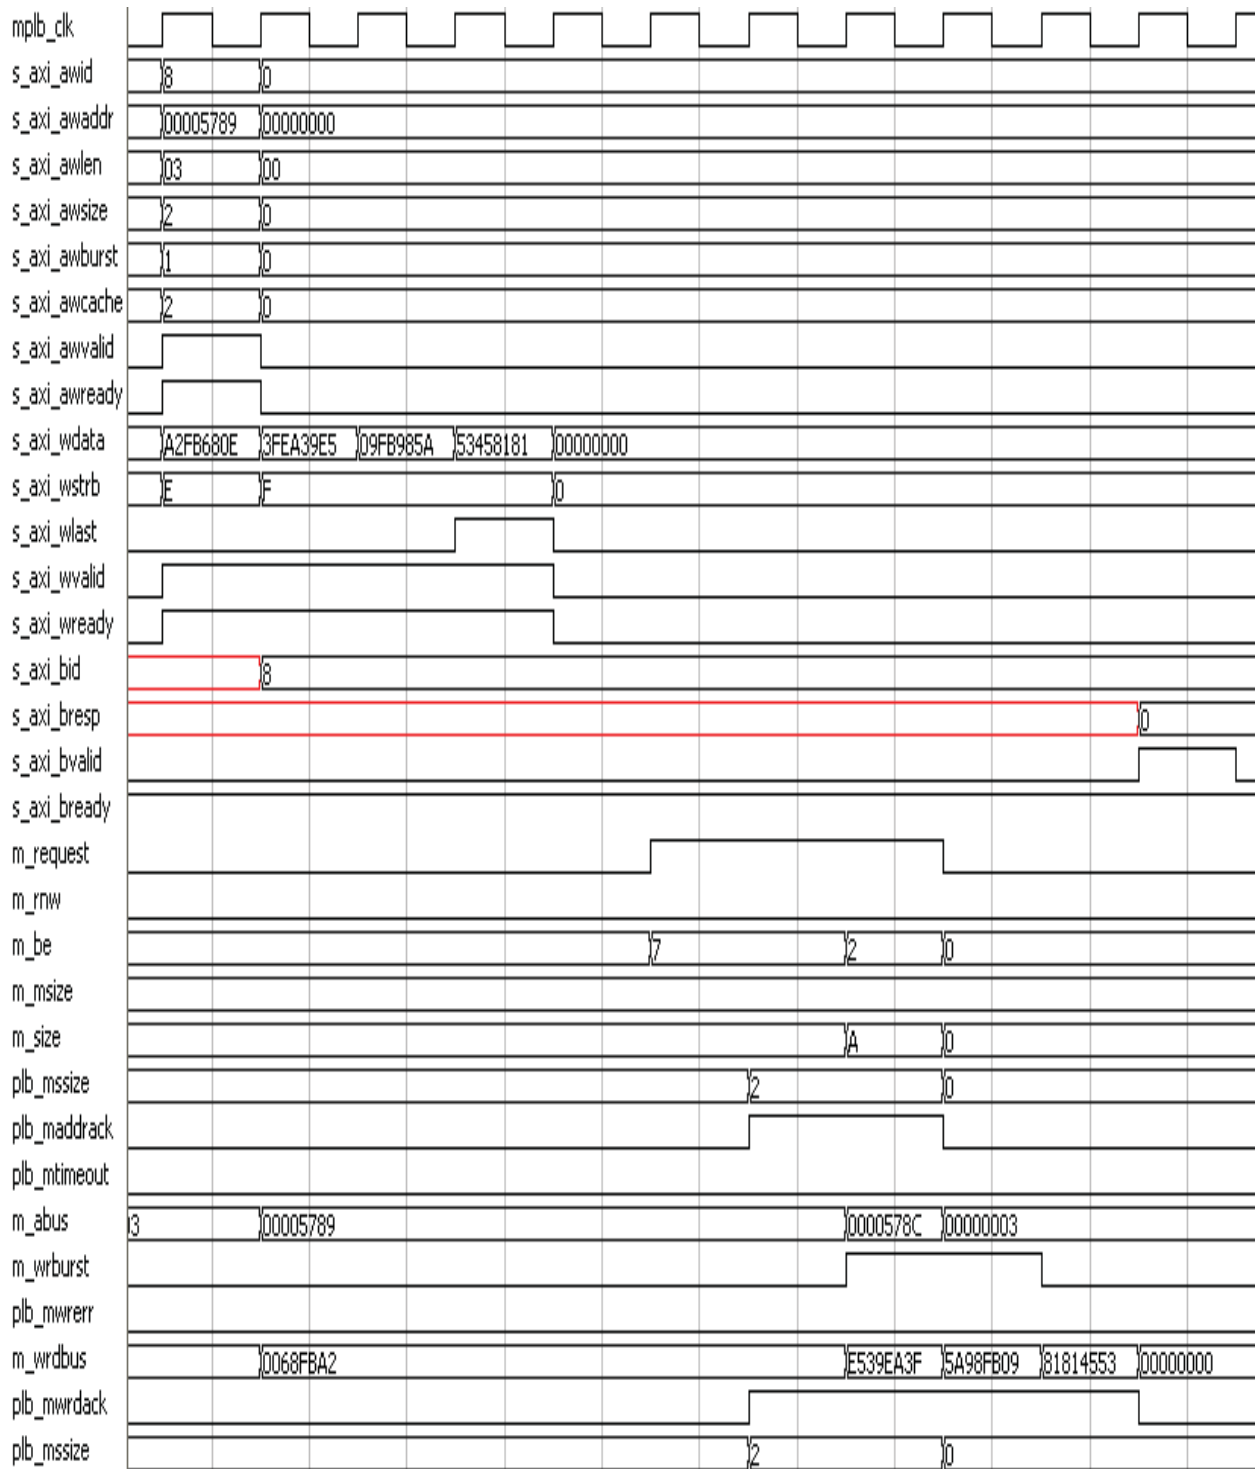 mplb_clk
s_axi_awid 8 0
s_axi_awaddr 00005789 00000000
s_axi_awlen 03 00
s_axi_awsize 2 0
s_axi_awburst 1 0
s_axi_awcache 2 0
s_axi_awvalid
s_axi_awready
s_axi_wdata A2FB680E 3FEA39E5 09FB985A 53458181 00000000
s_axi_wstrb E F 0
s_axi_wlast
s_axi_wvalid
s_axi_wready
s_axi_bid 8
s_axi_bresp 0
s_axi_bvalid
s_axi_bready
m_request
m_rnw
m_be 7 2 0
m_msize
m_size A 0
plb_mssize 2 0
plb_maddrack
plb_mtimeout
m_abus 3 00005789 0000578C 00000003
m_wrburst
plb_mwrerr
m_wrdbus 0068FBA2 E539EA3F 5A98FB09 81814553 00000000
plb_mwrdack
plb_mssize 2 0